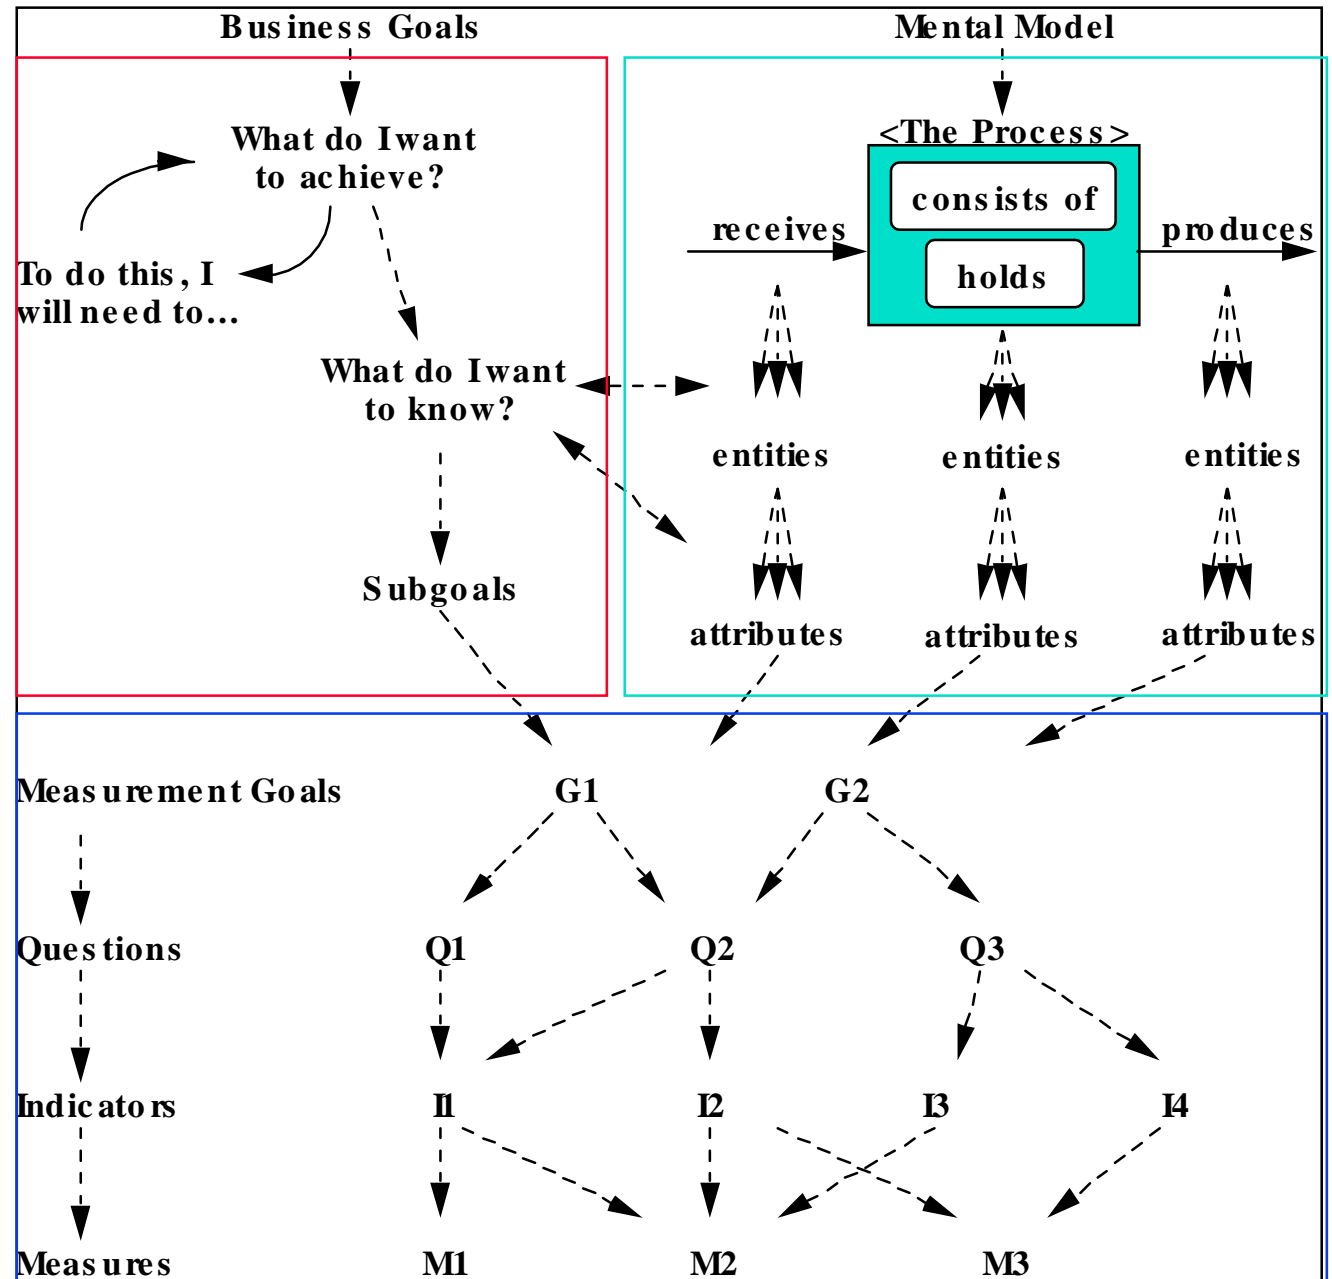 Business Goals
Mental Model
What do I want
to achieve?
To do this, I
will need to...
What do I want
to know?
Subgoals
<The Process>
consists of
holds
receives
produces
entities
entities
entities
attributes
attributes
attributes
Measurement Goals
G1
G2
Questions
Q1
Q2
Q3
Indicators
I1
I2
I3
I4
Measures
M1
M2
M3